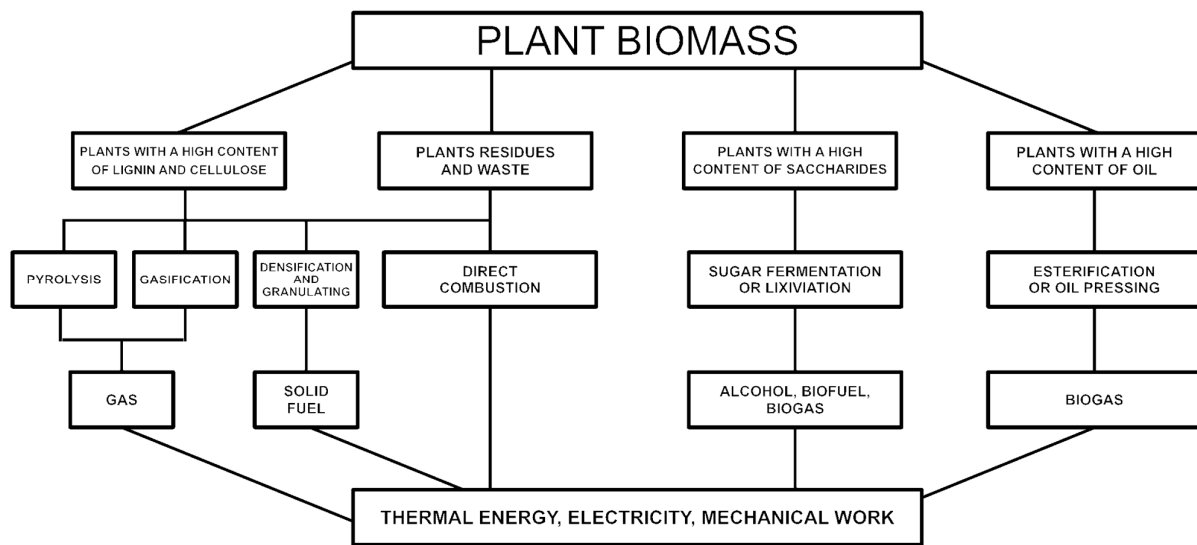 PLANT BIOMASS
PLANTS WITH A HIGH CONTENT
OF LIGNIN AND CELLULOSE
PLANTS RESIDUES
AND WASTE
PLANTS WITH A HIGH
CONTENT OF SACCHARIDES
PLANTS WITH A HIGH
CONTENT OF OIL
PYROLYSIS
GASIFICATION
DENSIFICATION
AND
GRANULATING
DIRECT
COMBUSTION
SUGAR FERMENTATION
OR LIXIVIATION
ESTERIFICATION
OR OIL PRESSING
GAS
SOLID
FUEL
ALCOHOL, BIOFUEL,
BIOGAS
BIOGAS
THERMAL ENERGY, ELECTRICITY, MECHANICAL WORK